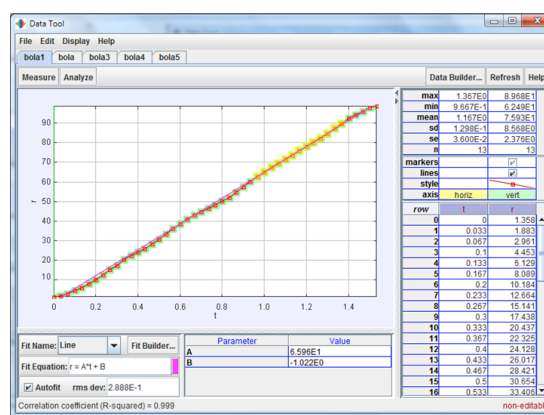 Data Tool
File Edit Display Help
bola1 bola bola3 bola4 bola5
Measure Analyze Data Builder... Refresh Help
90
80
70
60
50
40
30
20
10
r
0 0.2 0.4 0.6 0.8 1.0 1.2 1.4
t
max 1.367E0 8.968E1
min 9.667E-1 6.249E1
mean 1.167E0 7.593E1
sd 1.298E-1 8.568E0
se 3.600E-2 2.376E0
n 13 13
markers
lines
style
axis horiz vert
row t r
0 0 1.358
1 0.033 1.883
2 0.067 2.961
3 0.1 4.453
4 0.133 6.129
5 0.167 8.089
6 0.2 10.184
7 0.233 12.664
8 0.267 15.141
9 0.3 17.438
10 0.333 20.437
11 0.367 22.325
12 0.4 24.128
13 0.433 26.017
14 0.467 28.421
15 0.5 30.654
16 0.533 33.406
Fit Name: Line Fit Builder...
Fit Equation: r = A*t + B
Autofit rms dev: 2.888E-1
Parameter Value
A 6.596E1
B -1.022E0
Correlation coefficient (R-squared) = 0.999
non-editabl